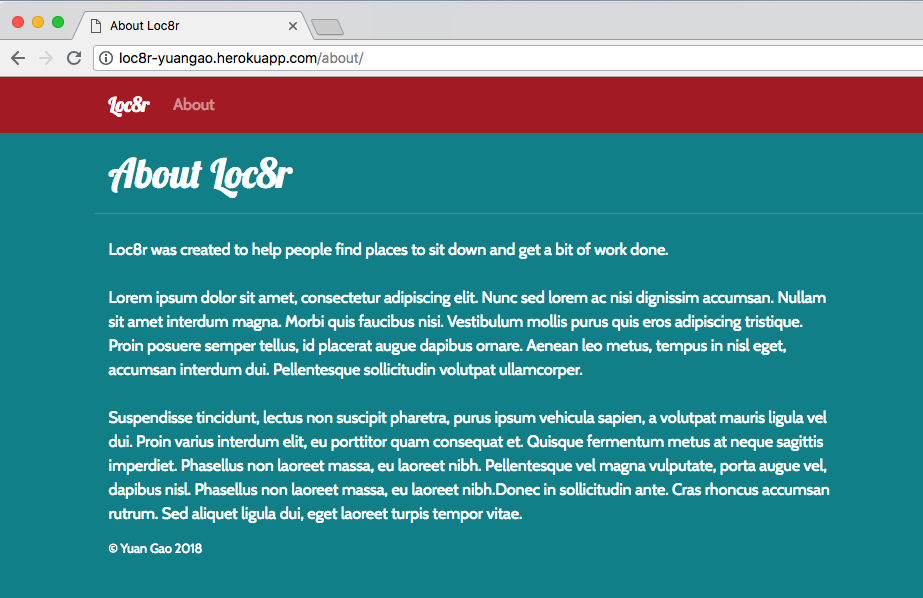 About Loc8r
loc8r-yuangao.herokuapp.com/about/
Loc8r About
About Loc8r
Loc8r was created to help people find places to sit down and get a bit of work done.
Lorem ipsum dolor sit amet, consectetur adipiscing elit. Nunc sed lorem ac nisi dignissim accumsan. Nullam
sit amet interdum magna. Morbi quis faucibus nisi. Vestibulum mollis purus quis eros adipiscing tristique.
Proin posuere semper tellus, id placerat augue dapibus ornare. Aenean leo metus, tempus in nisl eget,
accumsan interdum dui. Pellentesque sollicitudin volutpat ullamcorper.
Suspendisse tincidunt, lectus non suscipit pharetra, purus ipsum vehicula sapien, a volutpat mauris ligula vel
dui. Proin varius interdum elit, eu porttitor quam consequat et. Quisque fermentum metus at neque sagittis
imperdiet. Phasellus non laoreet massa, eu laoreet nibh. Pellentesque vel magna vulputate, porta augue vel,
dapibus nisl. Phasellus non laoreet massa, eu laoreet nibh.Donec in sollicitudin ante. Cras rhoncus accumsan
rutrum. Sed aliquet ligula dui, eget laoreet turpis tempor vitae.
© Yuan Gao 2018